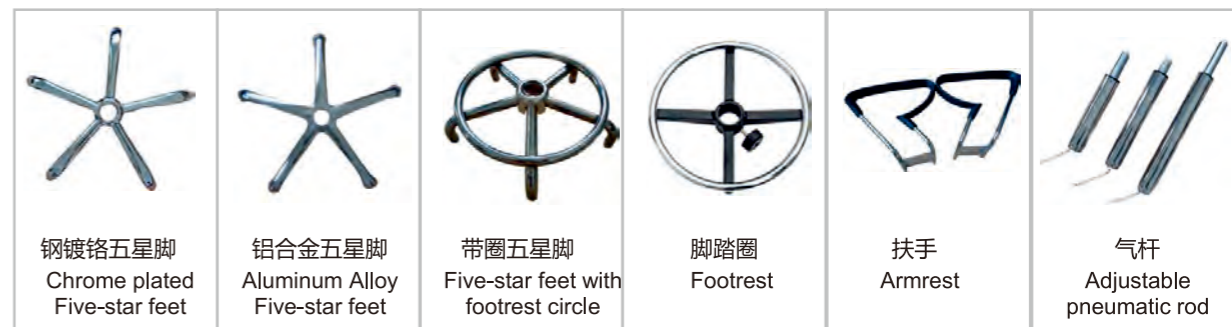 钢镀铬五星脚
Chrome plated
Five-star feet
铝合金五星脚
Aluminum Alloy
Five-star feet
带圈五星脚
Five-star feet with
footrest circle
脚踏圈
Footrest
扶手
Armrest
气杆
Adjustable
pneumatic rod